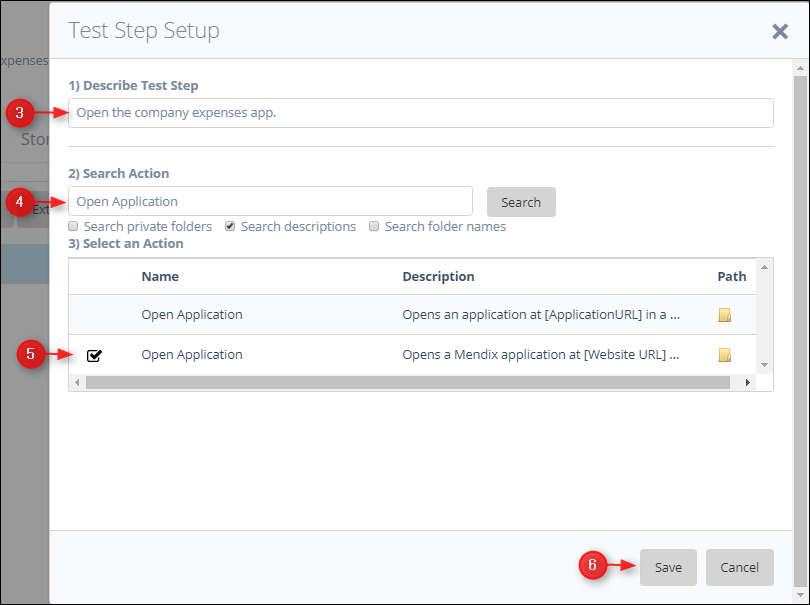 Test Step Setup
xpenses
1) Describe Test Step
3
Open the company expenses app.
Stor
2) Search Action
4
Open Application
Search
Ext
Search private folders
Search descriptions
Search folder names
3) Select an Action
Name Description Path
Open Application Opens an application at [ApplicationURL] in a ...
5
Open Application Opens a Mendix application at [Website URL] ...
6
Save
Cancel